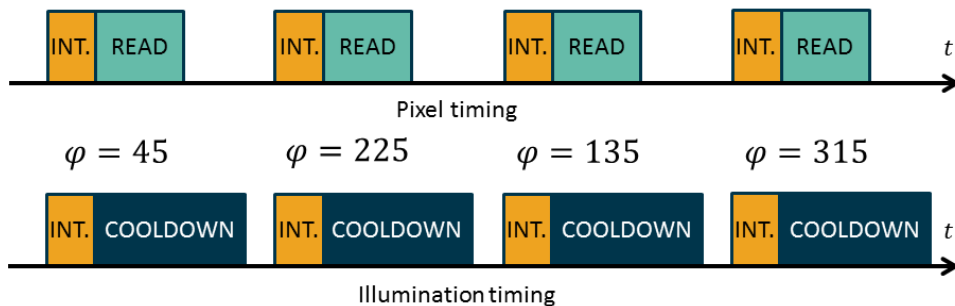 INT. READ INT. READ INT. READ INT. READ t
Pixel timing
φ = 45 φ = 225 φ = 135 φ = 315
INT. COOLDOWN INT. COOLDOWN INT. COOLDOWN INT. COOLDOWN t
Illumination timing